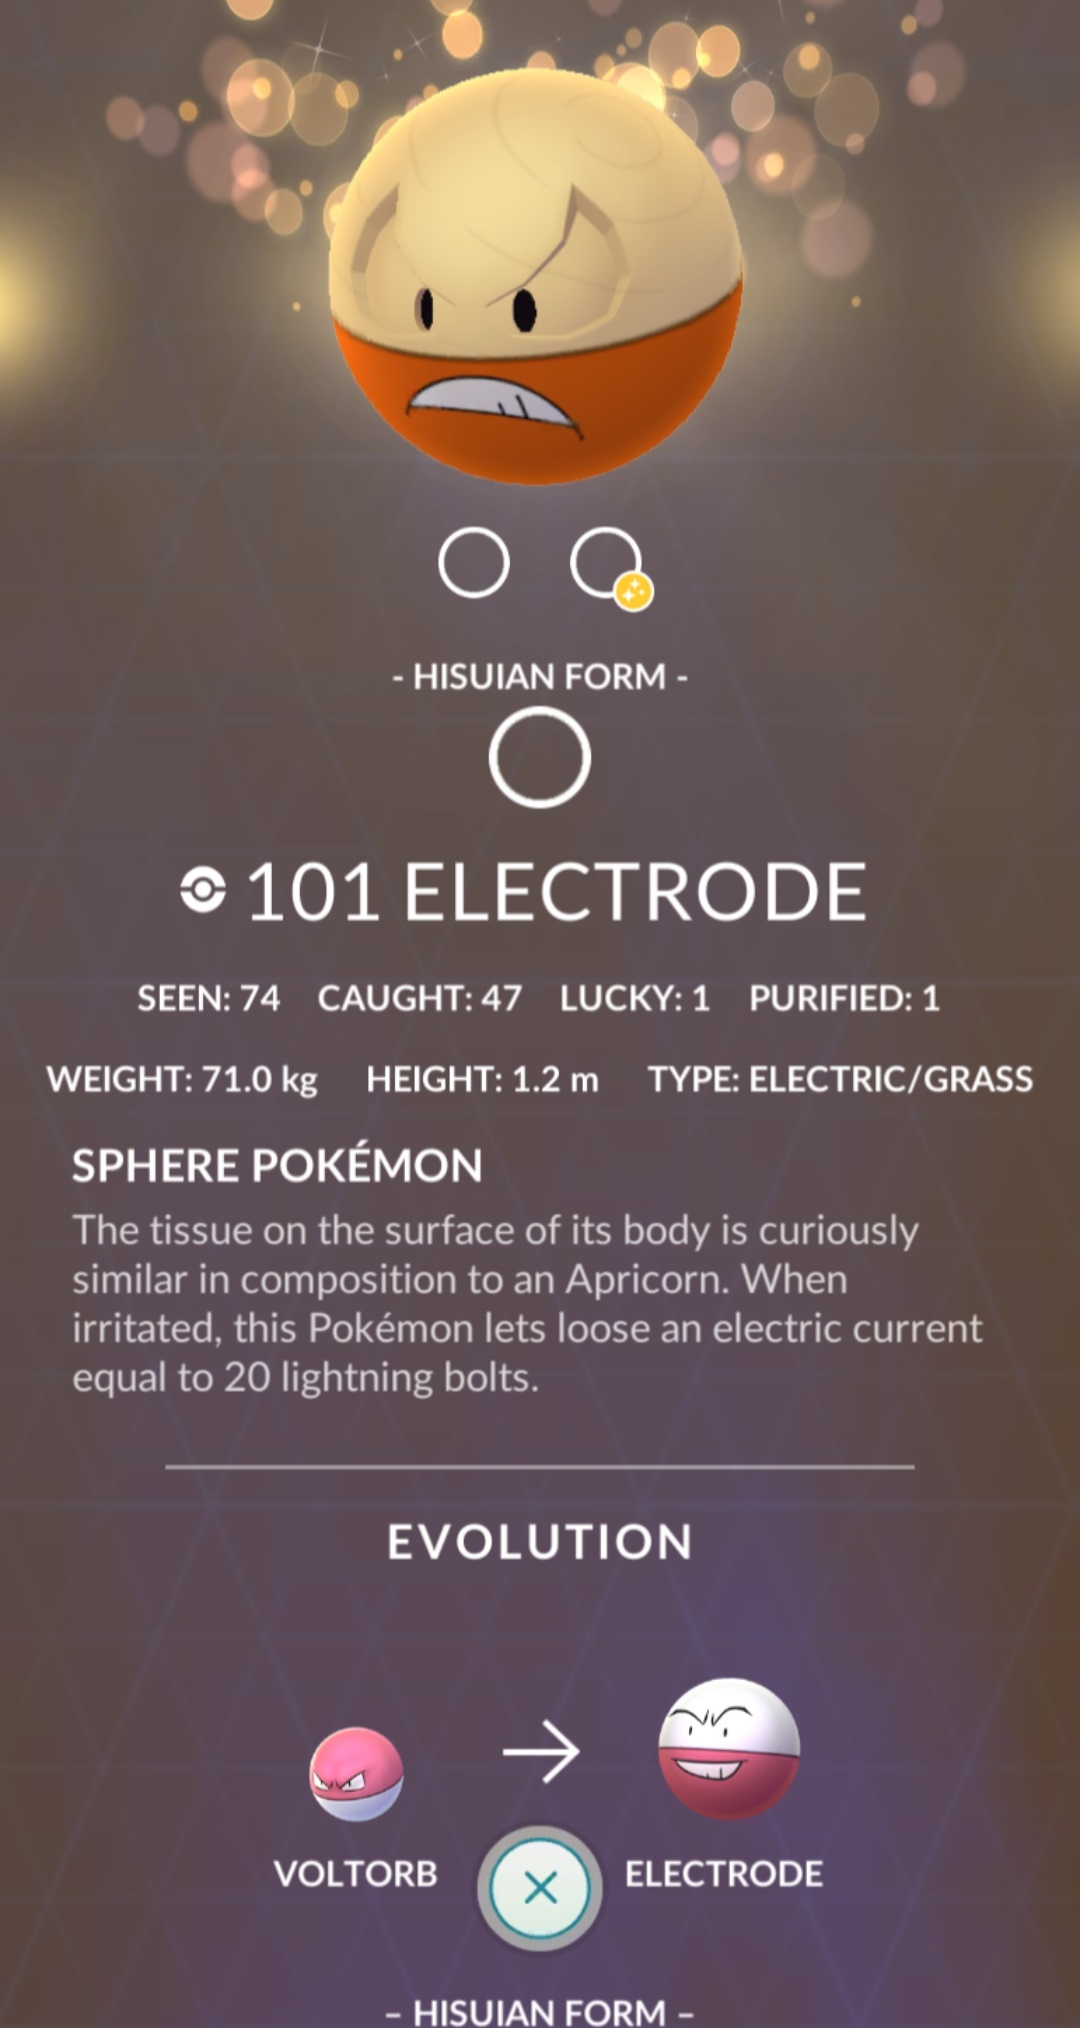 - HISUIAN FORM -
101 ELECTRODE
SEEN: 74 CAUGHT: 47 LUCKY: 1 PURIFIED: 1
WEIGHT: 71.0 kg HEIGHT: 1.2 m TYPE: ELECTRIC/GRASS
SPHERE POKÉMON
The tissue on the surface of its body is curiously
similar in composition to an Apricorn. When
irritated, this Pokémon lets loose an electric current
equal to 20 lightning bolts.
EVOLUTION
VOLTORB ELECTRODE
– HISUIAN FORM –